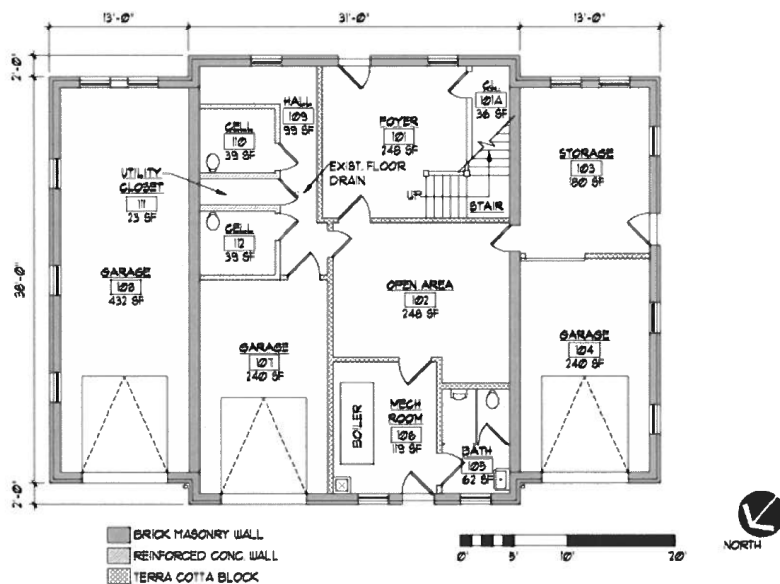 13'-0"
31'-0"
13'-0"
2'-0"
38'-0"
2'-0"
HALL
109
99 SF
CELL
110
39 SF
FOYER
101
248 SF
CL.
101A
36 SF
UTILITY
CLOSET
111
23 SF
EXIST. FLOOR
DRAIN
UP
STAIR
STORAGE
103
180 SF
CELL
112
39 SF
GARAGE
108
432 SF
OPEN AREA
102
248 SF
GARAGE
107
240 SF
GARAGE
104
240 SF
BOILER
MECH
ROOM
106
119 SF
BATH
105
62 SF
BRICK MASONRY WALL
REINFORCED CONC. WALL
TERRA COTTA BLOCK
0' 5' 10' 20'
NORTH